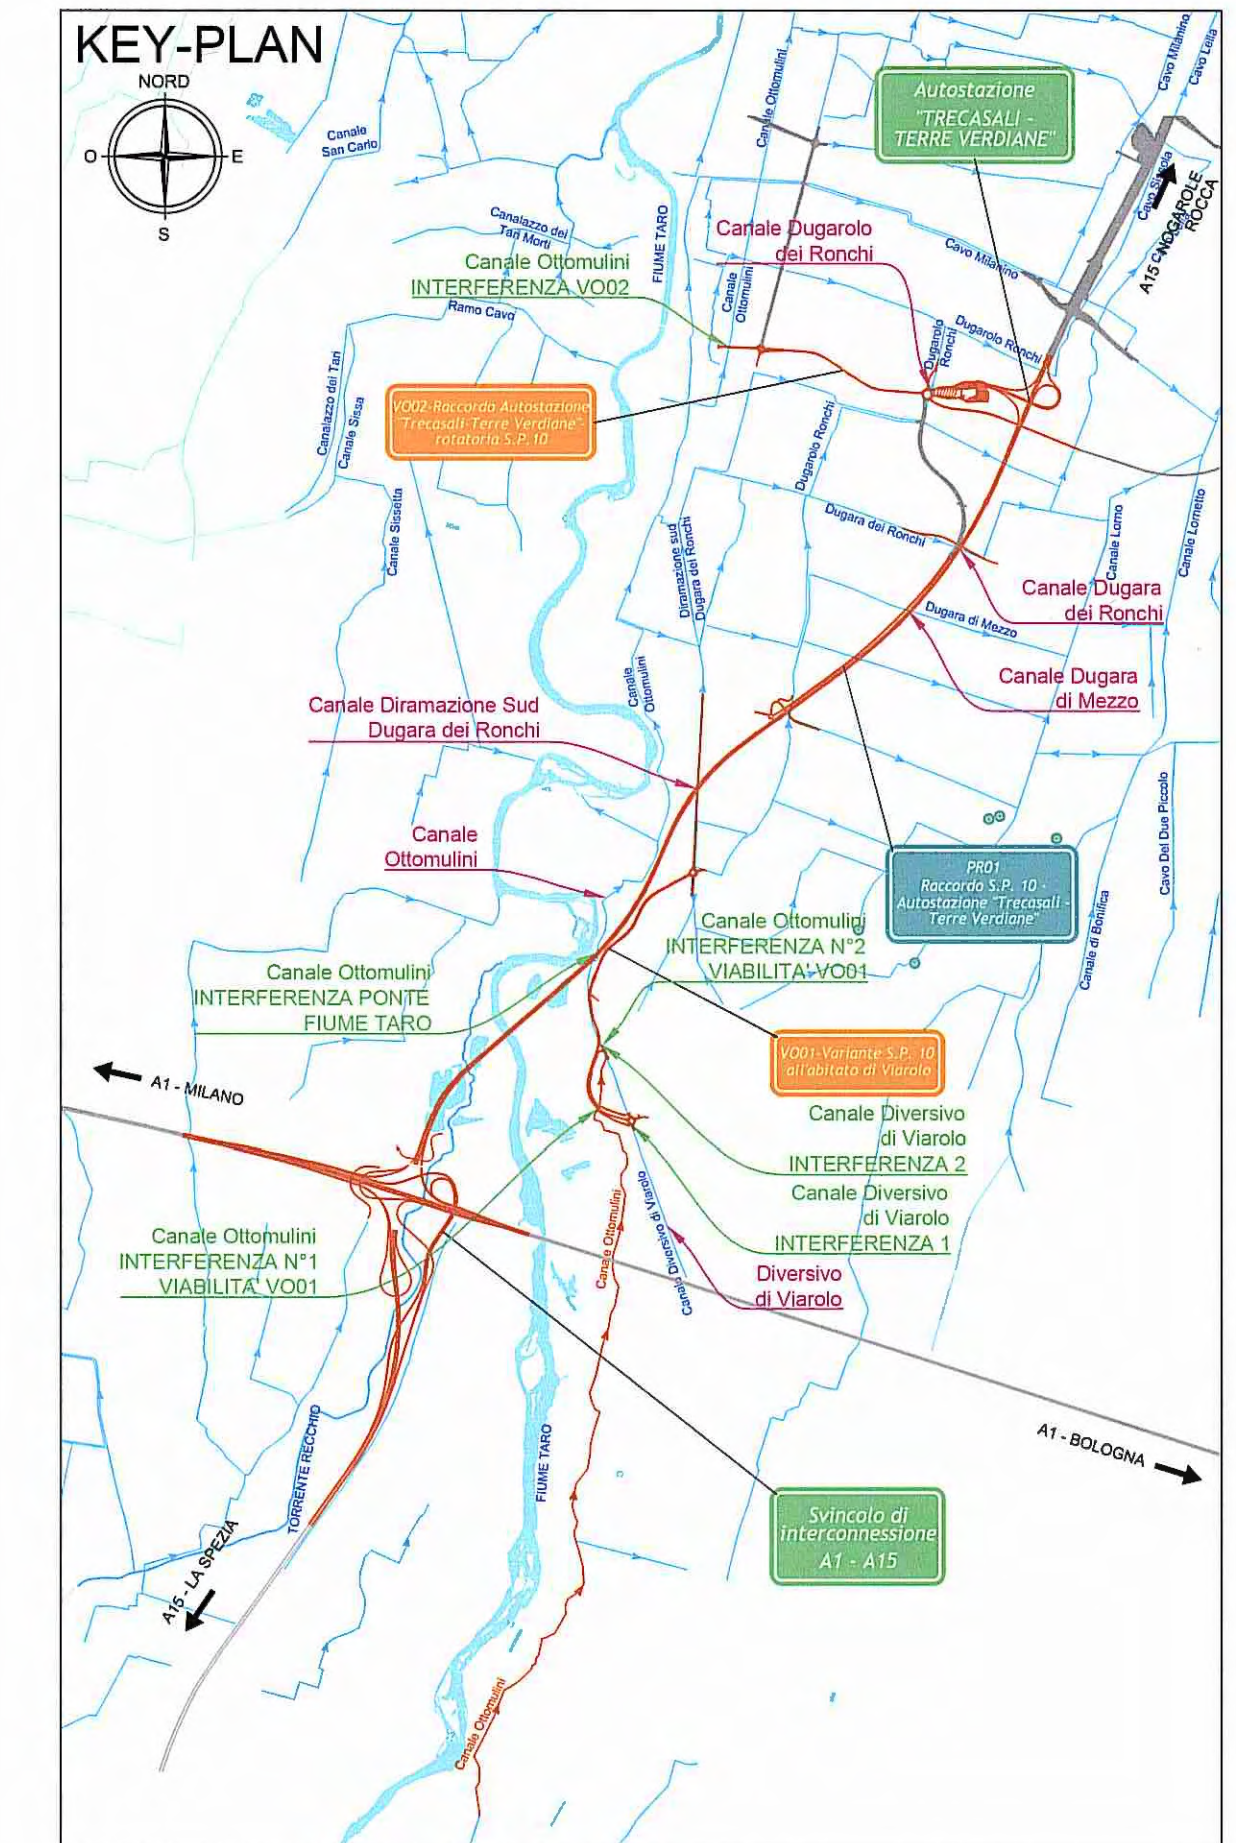 KEY-PLAN
NORD
O
E
S
Canale
San Carlo
Canale Ottomulini
Autostazione
"TRECASALI -
TERRE VERDIANE"
Cavo Milanino
Cavo Lella
Cavo Sissola
A15 - NOGAROLE
ROCCA
Canalazzo dei
Tari Morti
FIUME TARO
Canale Dugarolo
dei Ronchi
Cavo Milanino
Canale Ottomulini
INTERFERENZA VO02
Canale
Ottomulini
Ramo Cavo
Dugarolo
Ronchi
Dugarolo Ronchi
Canalazzo dei Tari
Canale Sissa
VO02-Raccordo Autostazione
"Trecasali-Terre Verdiane"-
rotatoria S.P.10
Dugarolo Ronchi
Canale Sissetta
Dugara dei Ronchi
Diramazione sud
Dugara dei Ronchi
Canale Lorno
Canale Lornetto
Canale Dugara
dei Ronchi
Dugara di Mezzo
Canale Dugara
di Mezzo
Canale
Ottomulini
Canale Diramazione Sud
Dugara dei Ronchi
Canale
Ottomulini
Cavo Del Due Piccolo
PR01
Raccordo S.P. 10 -
Autostazione "Trecasali -
Terre Verdiane"
Canale di Bonifica
Canale Ottomulini
INTERFERENZA N°2
VIABILITA' VO01
Canale Ottomulini
INTERFERENZA PONTE
FIUME TARO
VO01-Variante S.P. 10
all'abitato di Viarolo
A1 - MILANO
Canale Diversivo
di Viarolo
INTERFERENZA 2
Canale Diversivo
di Viarolo
INTERFERENZA 1
Canale Ottomulini
Canale Diversivo di Viarolo
Canale Ottomulini
INTERFERENZA N°1
VIABILITA' VO01
Diversivo
di Viarolo
TORRENTE RECCHIO
FIUME TARO
A1 - BOLOGNA
Svincolo di
interconnessione
A1 - A15
A15 - LA SPEZIA
Canale Ottomulini